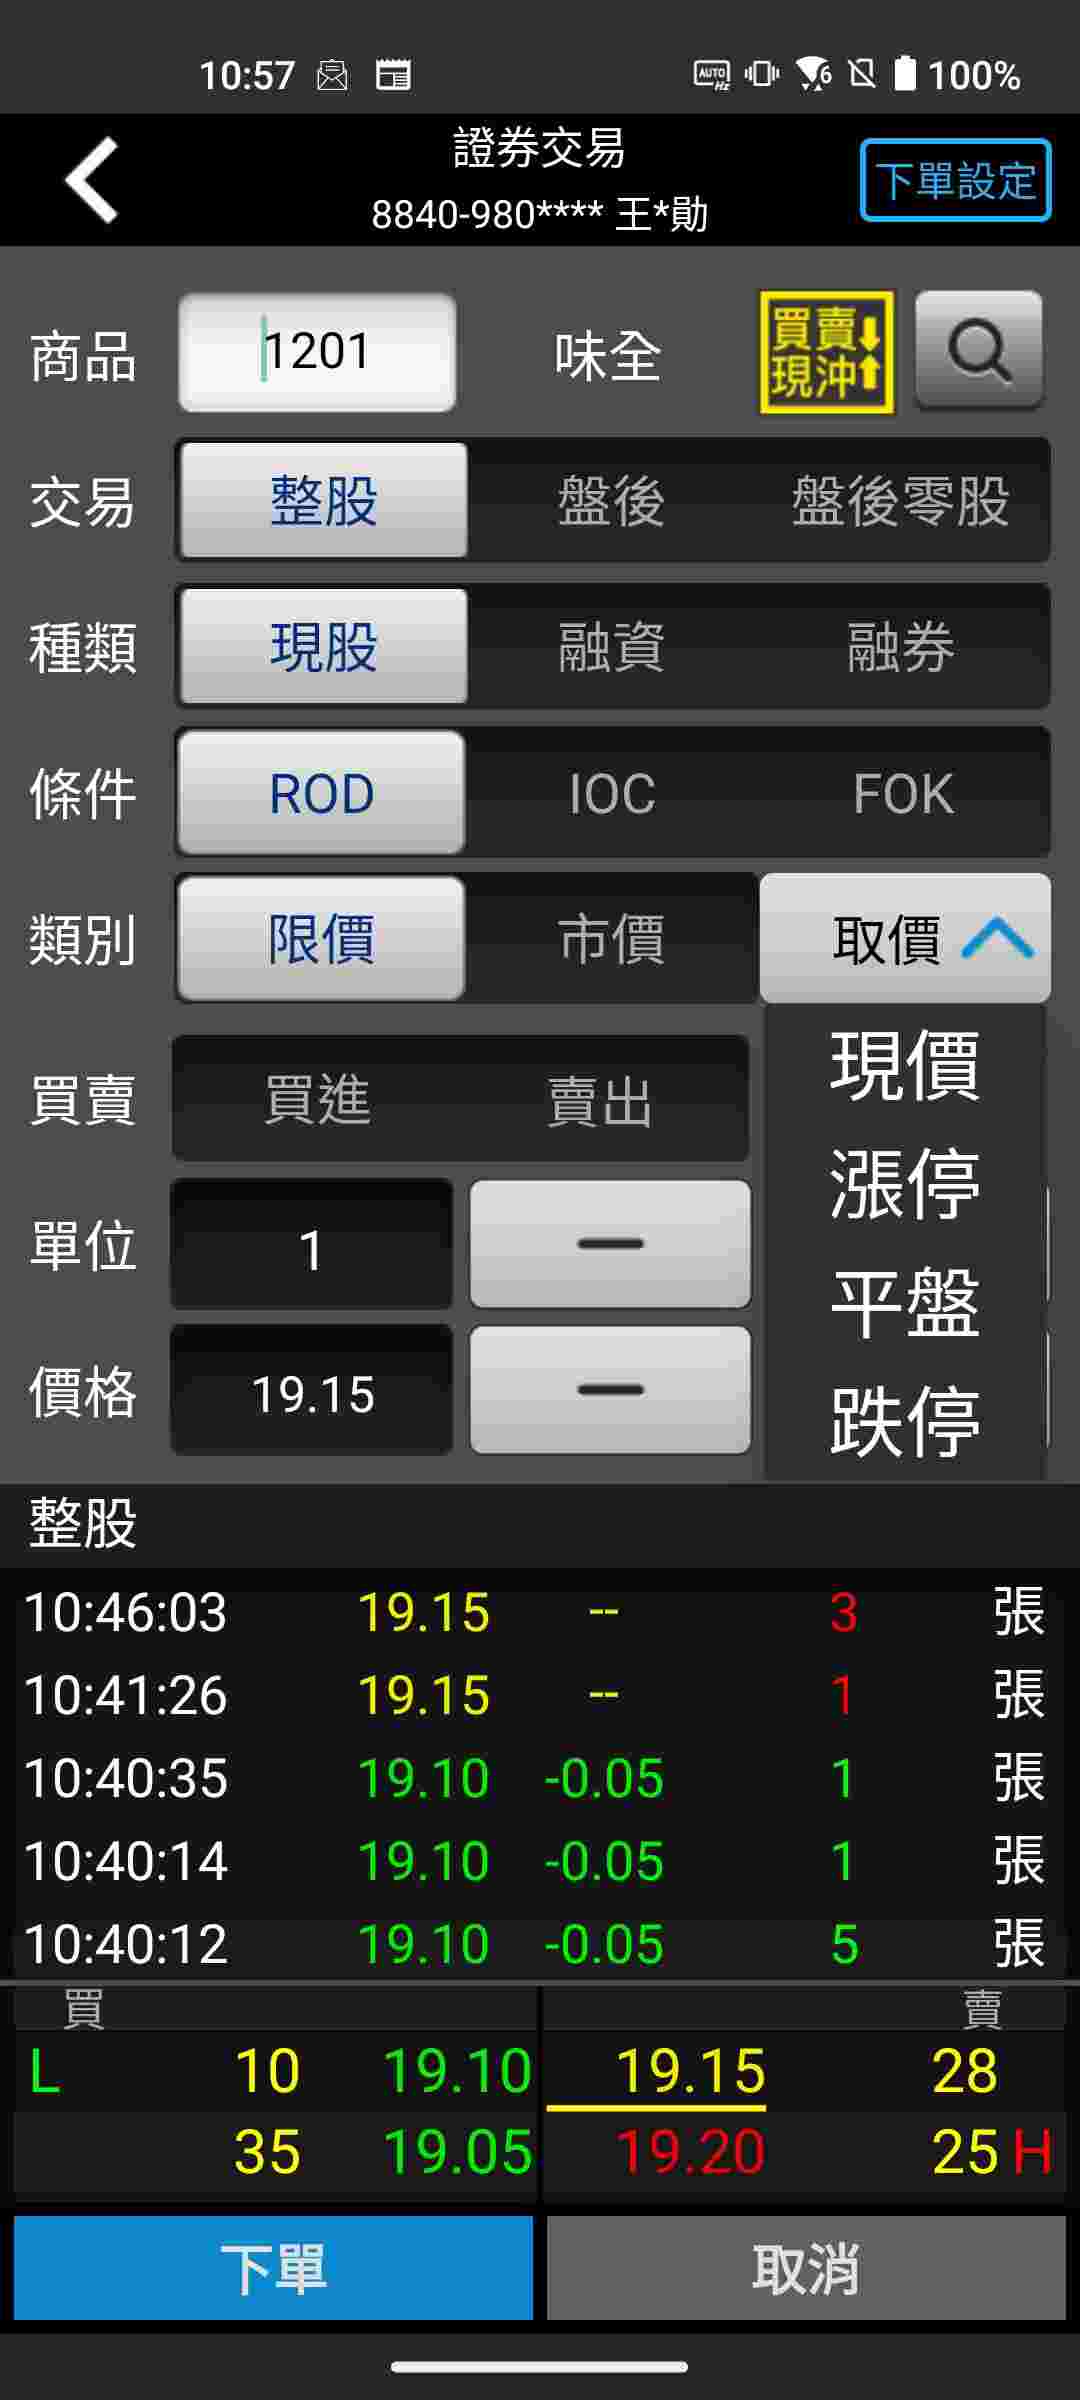 10:57 AUTO Hz 6 100%
證券交易
8840-980**** 王*勛
下單設定
商品 1201 味全 買賣現沖
交易 整股 盤後 盤後零股
種類 現股 融資 融券
條件 ROD IOC FOK
類別 限價 市價 取價
現價
漲停
平盤
跌停
買賣 買進 賣出
單位 1
價格 19.15
整股
10:46:03 19.15 -- 3 張
10:41:26 19.15 -- 1 張
10:40:35 19.10 -0.05 1 張
10:40:14 19.10 -0.05 1 張
10:40:12 19.10 -0.05 5 張
買 賣
L 10 19.10 19.15 28
35 19.05 19.20 25 H
下單 取消